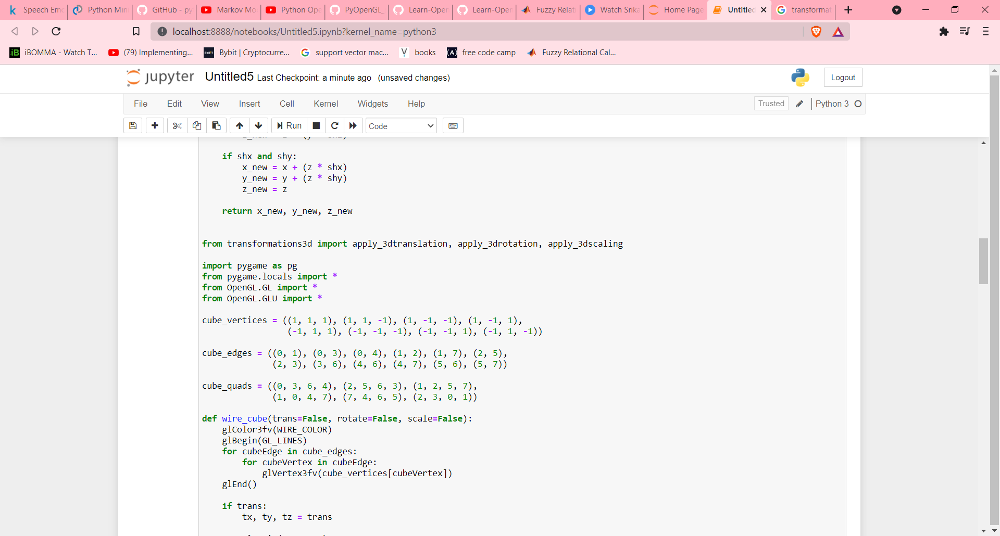 Speech Emo Python Min GitHub - py Markov Mo Python Ope PyOpenGL_ Learn-Open Learn-Open Fuzzy Relati Watch Srika Home Page Untitled transformat
localhost:8888/notebooks/Untitled5.ipynb?kernel_name=python3
iBOMMA - Watch T... (79) Implementing... Bybit | Cryptocurre... support vector mac... books free code camp Fuzzy Relational Cal...
jupyter Untitled5 Last Checkpoint: a minute ago (unsaved changes) Logout
File Edit View Insert Cell Kernel Widgets Help Trusted Python 3
Run Code
if shx and shy:
x_new = x + (z * shx)
y_new = y + (z * shy)
z_new = z
return x_new, y_new, z_new
from transformations3d import apply_3dtranslation, apply_3drotation, apply_3dscaling
import pygame as pg
from pygame.locals import *
from OpenGL.GL import *
from OpenGL.GLU import *
cube_vertices = ((1, 1, 1), (1, 1, -1), (1, -1, -1), (1, -1, 1),
(-1, 1, 1), (-1, -1, -1), (-1, -1, 1), (-1, 1, -1))
cube_edges = ((0, 1), (0, 3), (0, 4), (1, 2), (1, 7), (2, 5),
(2, 3), (3, 6), (4, 6), (4, 7), (5, 6), (5, 7))
cube_quads = ((0, 3, 6, 4), (2, 5, 6, 3), (1, 2, 5, 7),
(1, 0, 4, 7), (7, 4, 6, 5), (2, 3, 0, 1))
def wire_cube(trans=False, rotate=False, scale=False):
glColor3fv(WIRE_COLOR)
glBegin(GL_LINES)
for cubeEdge in cube_edges:
for cubeVertex in cubeEdge:
glVertex3fv(cube_vertices[cubeVertex])
glEnd()
if trans:
tx, ty, tz = trans